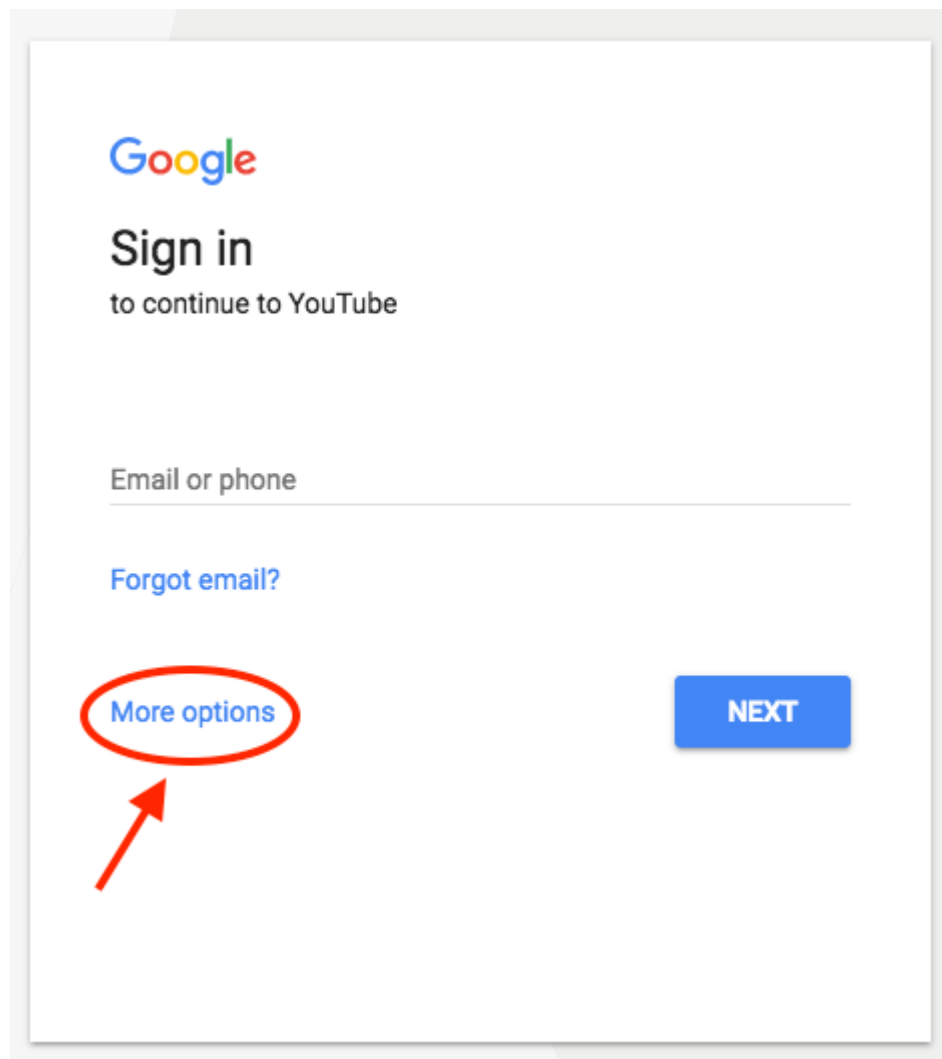 Google
Sign in
to continue to YouTube
Email or phone
Forgot email?
More options
NEXT